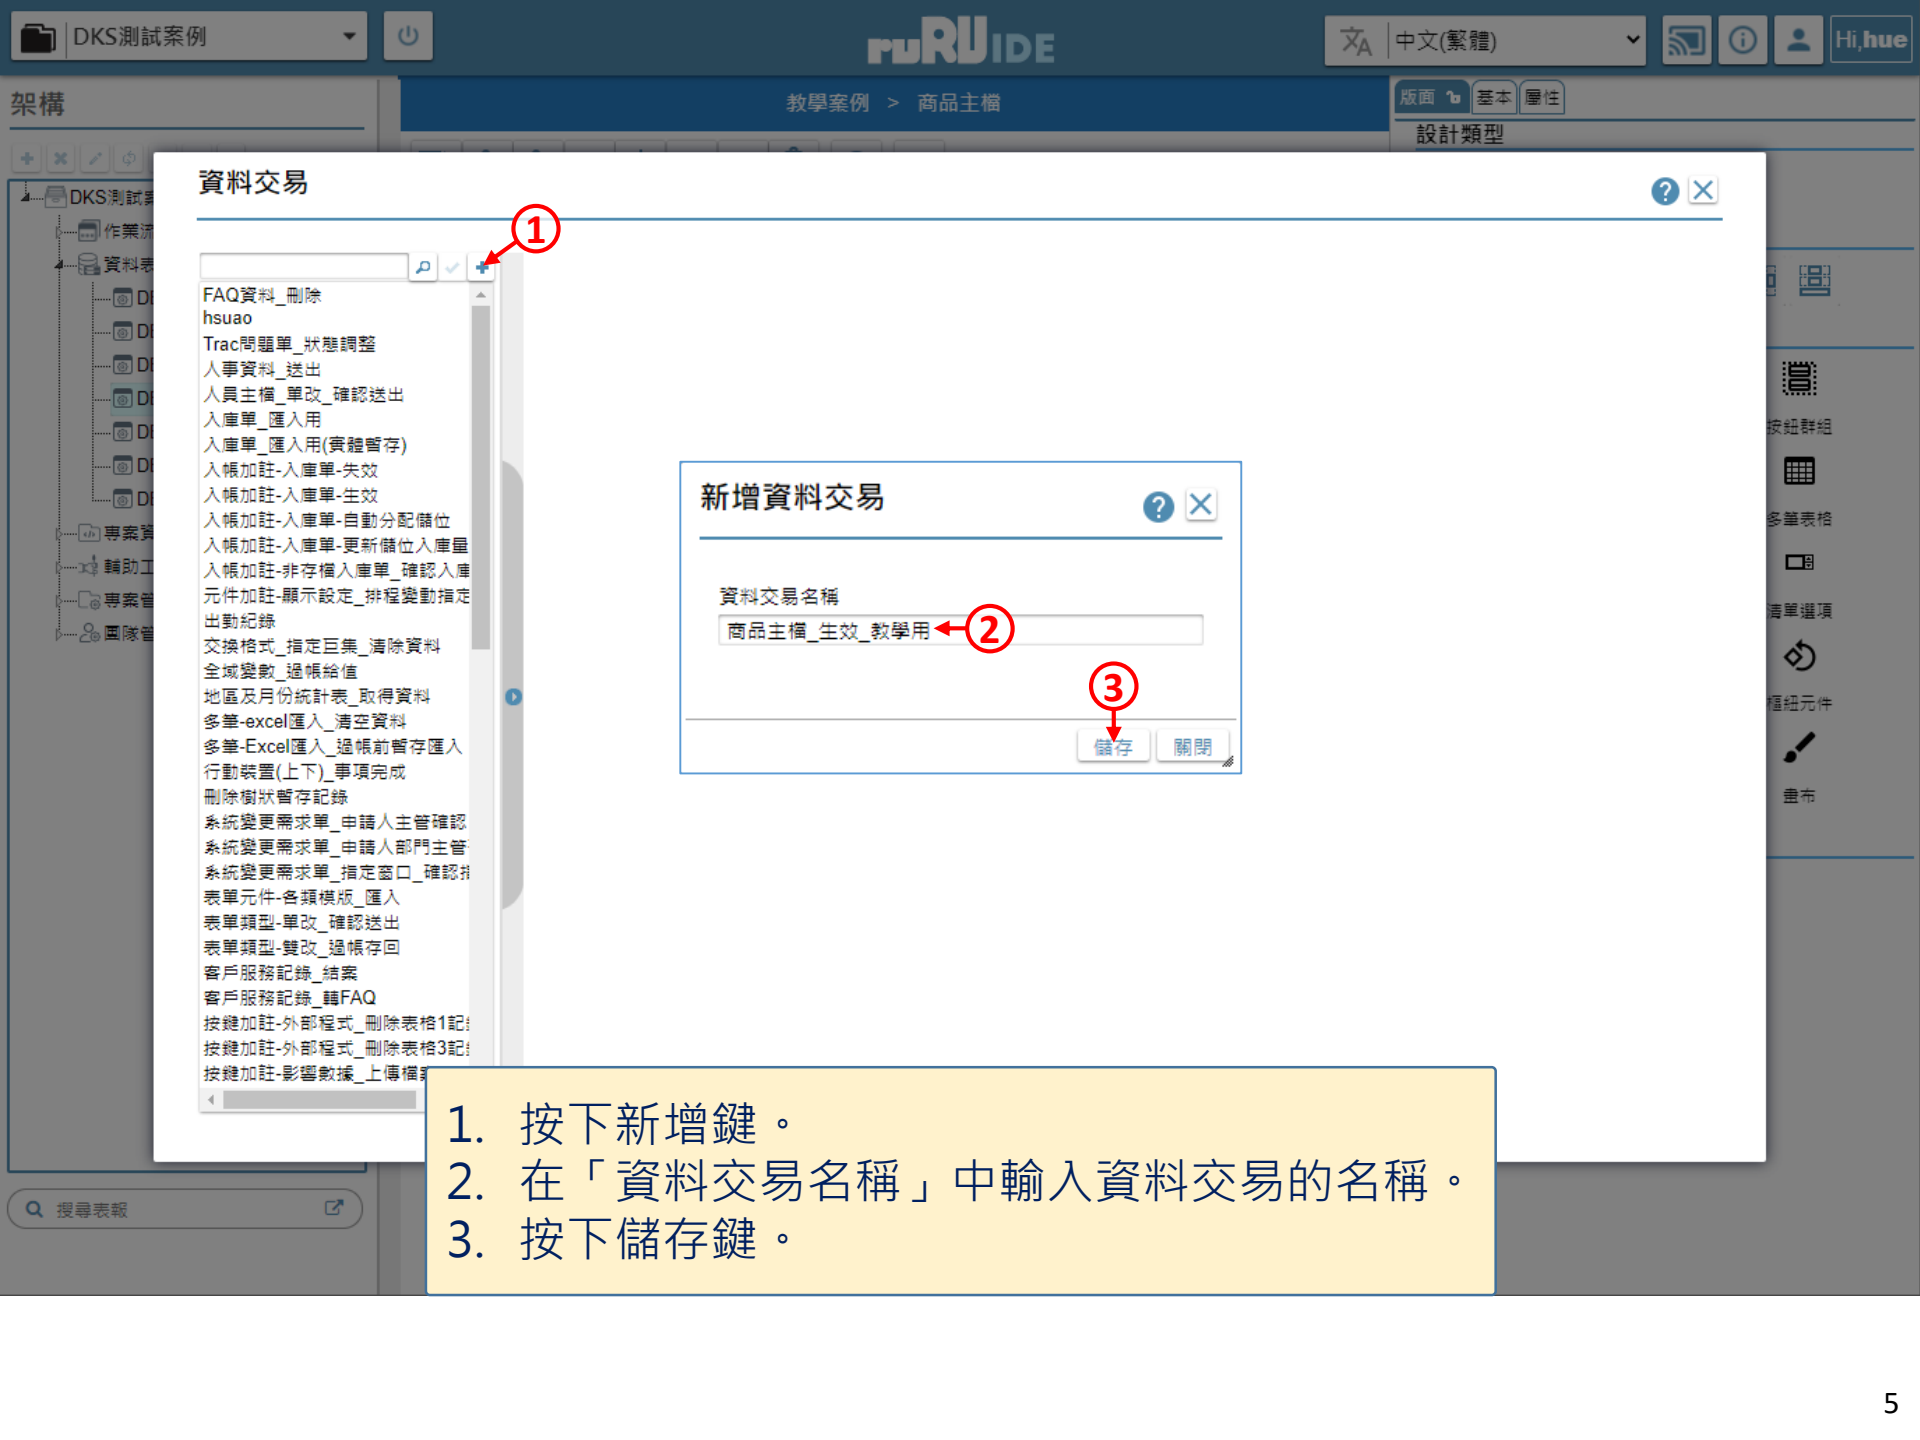 DKS測試案例
ruRUIDE
中文(繁體)
Hi,hue
架構
教學案例 > 商品主檔
版面
基本
屬性
設計類型
DKS測試
作業流
資料表
專案資
輔助工
專案管
團隊管
搜尋表報
資料交易
1
FAQ資料_刪除
hsuao
Trac問題單_狀態調整
人事資料_送出
人員主檔_單改_確認送出
入庫單_匯入用
入庫單_匯入用(實體暫存)
入帳加註-入庫單-失效
入帳加註-入庫單-生效
入帳加註-入庫單-自動分配儲位
入帳加註-入庫單-更新儲位入庫量
入帳加註-非存檔入庫單_確認入庫
元件加註-顯示設定_排程變動指定
出勤紀錄
交換格式_指定巨集_清除資料
全域變數_過帳給值
地區及月份統計表_取得資料
多筆-excel匯入_清空資料
多筆-Excel匯入_過帳前暫存匯入
行動裝置(上下)_事項完成
刪除樹狀暫存記錄
系統變更需求單_申請人主管確認
系統變更需求單_申請人部門主管
系統變更需求單_指定窗口_確認指
表單元件-各類模版_匯入
表單類型-單改_確認送出
表單類型-雙改_過帳存回
客戶服務記錄_結案
客戶服務記錄_轉FAQ
按鍵加註-外部程式_刪除表格1記
按鍵加註-外部程式_刪除表格3記
按鍵加註-影響數據_上傳檔
新增資料交易
資料交易名稱
商品主檔_生效_教學用
2
3
儲存
關閉
按鈕群組
多筆表格
清單選項
樞紐元件
畫布
1. 按下新增鍵。
2. 在「資料交易名稱」中輸入資料交易的名稱。
3. 按下儲存鍵。
5